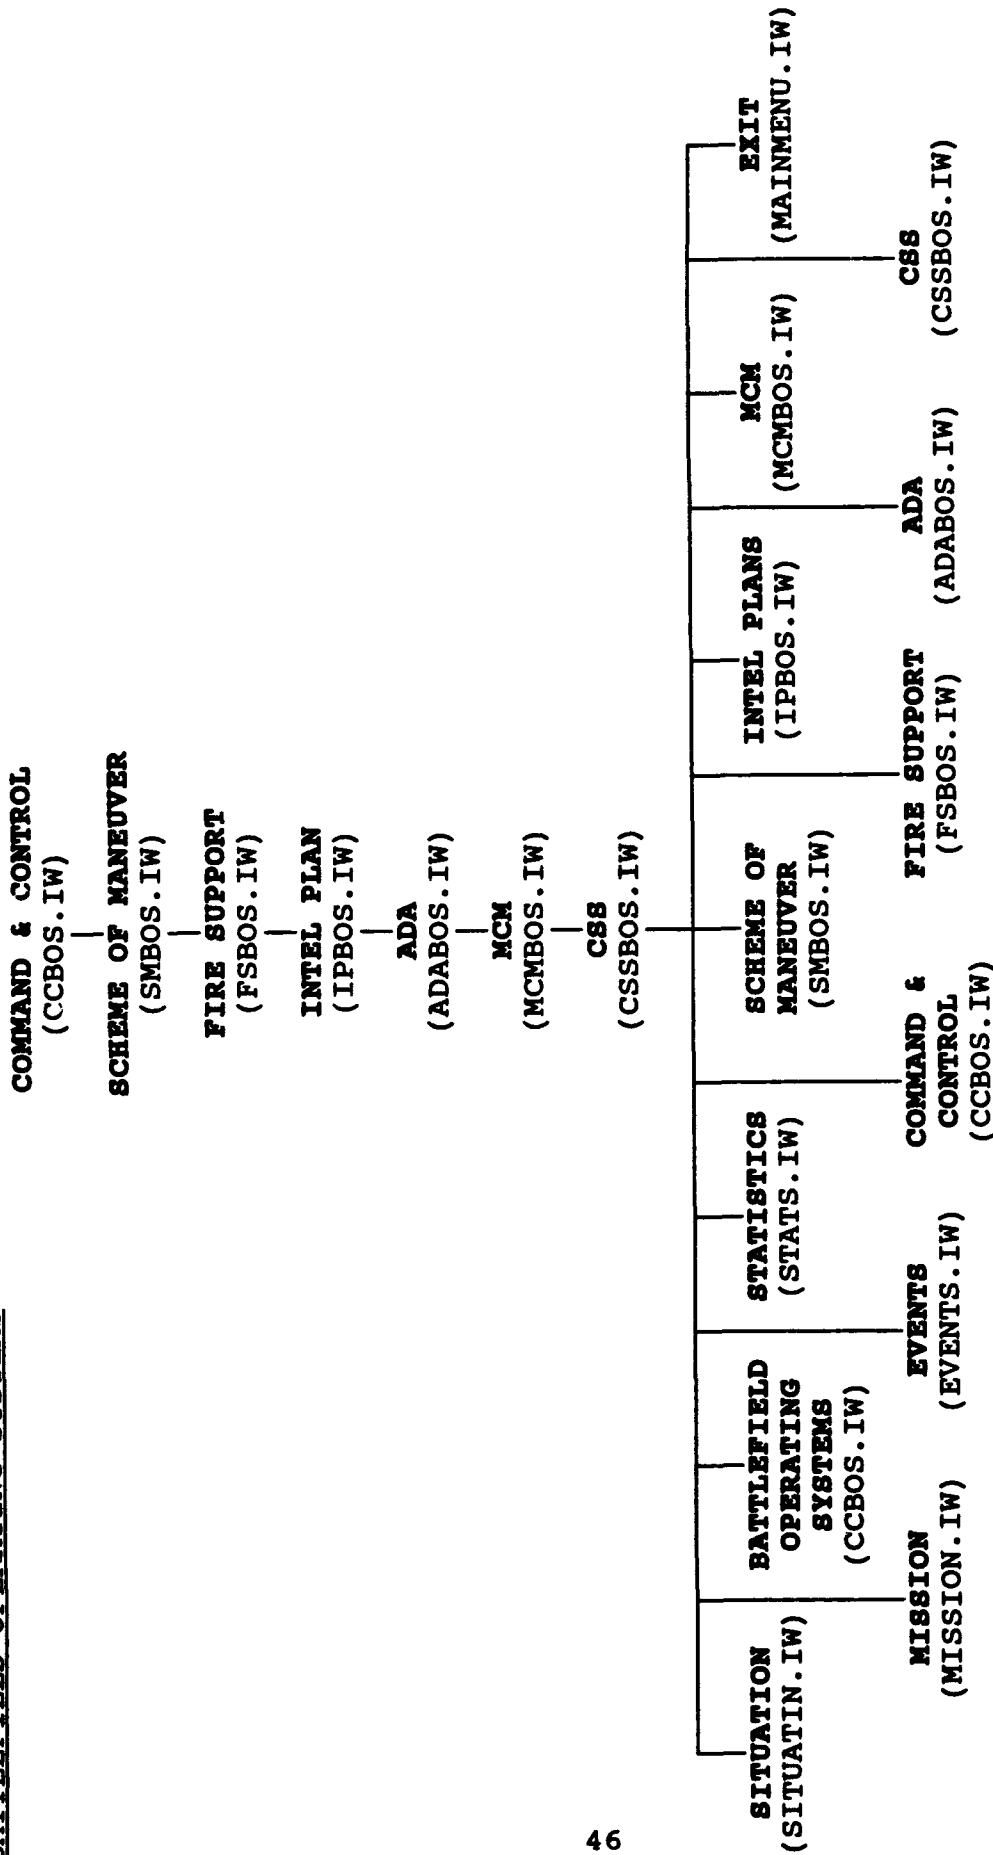 COMMAND & CONTROL
(CCBOS.IW)
SCHEME OF MANEUVER
(SMBOS.IW)
FIRE SUPPORT
(FSBOS.IW)
INTEL PLAN
(IPBOS.IW)
ADA
(ADABOS.IW)
MCM
(MCMBOS.IW)
CSS
(CSSBOS.IW)
SITUATION
(SITUATIN.IW)
BATTLEFIELD
OPERATING
SYSTEMS
(CCBOS.IW)
STATISTICS
(STATS.IW)
SCHEME OF
MANEUVER
(SMBOS.IW)
INTEL PLANS
(IPBOS.IW)
MCM
(MCMBOS.IW)
EXIT
(MAINMENU.IW)
MISSION
(MISSION.IW)
EVENTS
(EVENTS.IW)
COMMAND &
CONTROL
(CCBOS.IW)
FIRE SUPPORT
(FSBOS.IW)
ADA
(ADABOS.IW)
CSS
(CSSBOS.IW)
46